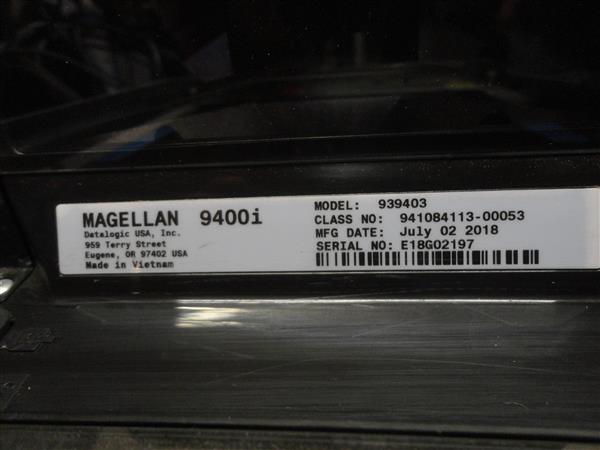 MAGELLAN 9400i
Datalogic USA, Inc.
959 Terry Street
Eugene, OR 97402 USA
Made in Vietnam
MODEL: 939403
CLASS NO: 941084113-00053
MFG DATE: July 02 2018
SERIAL NO: E18G02197